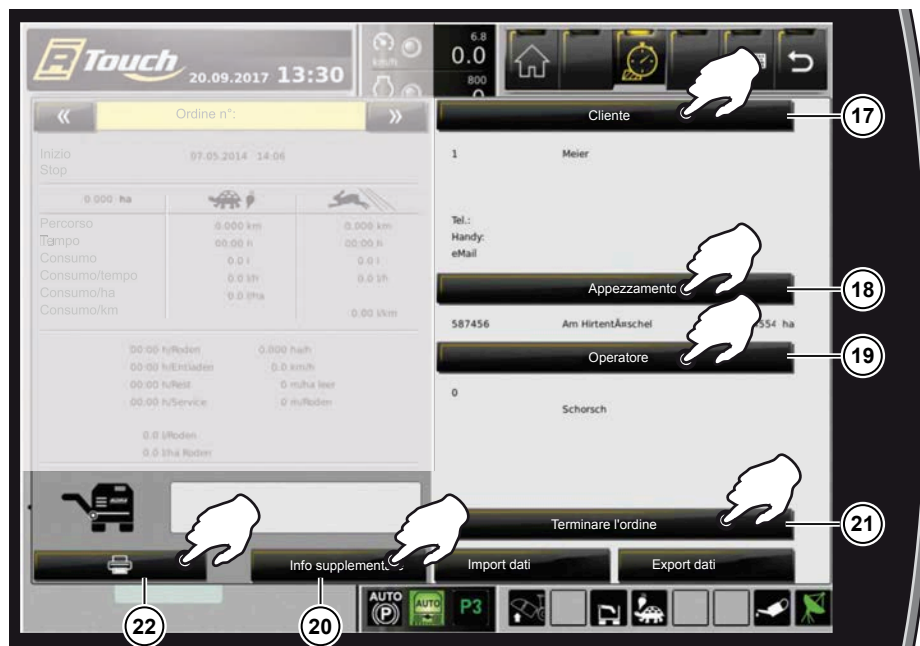 R Touch 20.09.2017 13:30
km/h
6.8
0.0
800
0
« Ordine n°: »
Cliente
17
Inizio 07.05.2014 14:06
Stop
1 Meier
0.000 ha
Percorso 0.000 km 0.000 km
Tempo 00:00 h 00:00 h
Consumo 0.0 l 0.0 l
Consumo/tempo 0.0 l/h 0.0 l/h
Consumo/ha 0.0 l/ha
Consumo/km 0.00 l/km
Tel.:
Handy:
eMail
Appezzamento
18
587456 Am HirtentÃ¤schel 554 ha
Operatore
19
00:00 h/Roden 0.000 ha/h
00:00 h/Entladen 0.0 km/h
00:00 h/Rest 0 m/ha leer
00:00 h/Service 0 m/Roden
0.0 l/Roden
0.0 l/ha Roden
0
Schorsch
Terminare l'ordine
21
Info supplement
Import dati
Export dati
AUTO
(P)
AUTO
P3
22
20